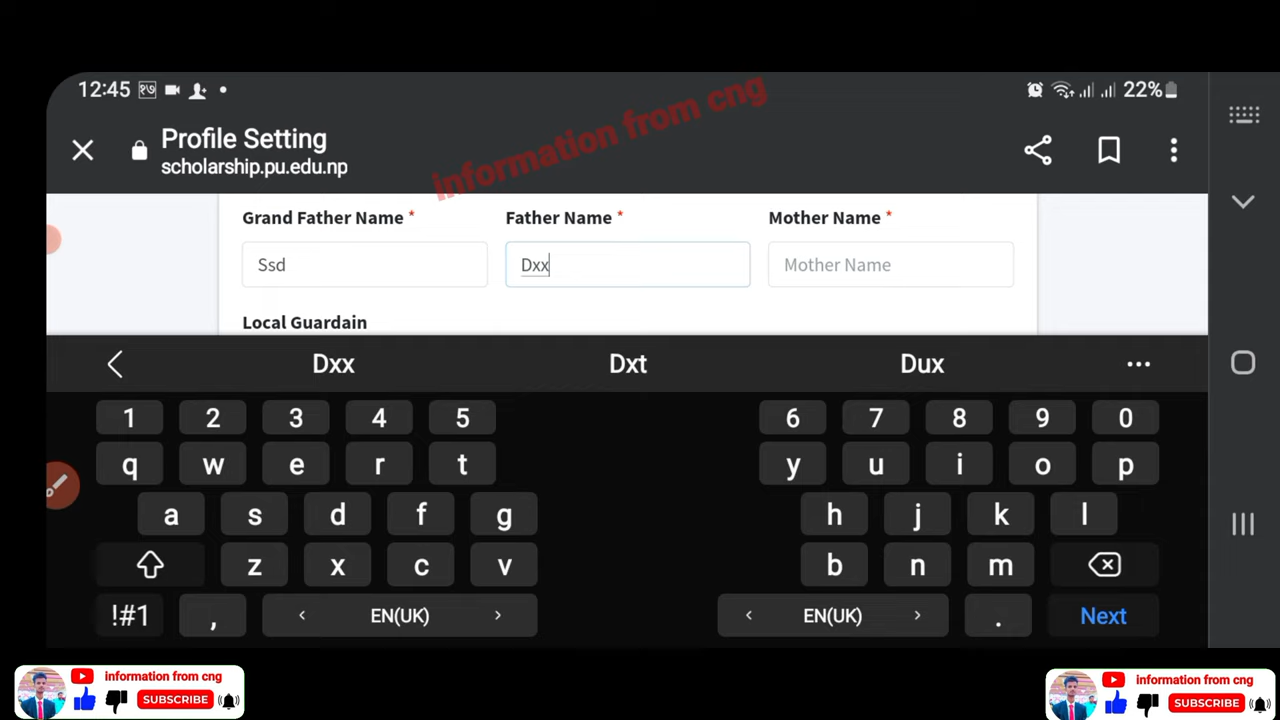 12:45 १७ 22%
information from cng
Profile Setting
scholarship.pu.edu.np
Grand Father Name * Father Name * Mother Name *
Ssd Dxx Mother Name
Local Guardain
Dxx Dxt Dux ...
1 2 3 4 5 6 7 8 9 0
q w e r t y u i o p
a s d f g h j k l
z x c v b n m
!#1 , < EN(UK) > < EN(UK) > . Next
information from cng information from cng
SUBSCRIBE SUBSCRIBE